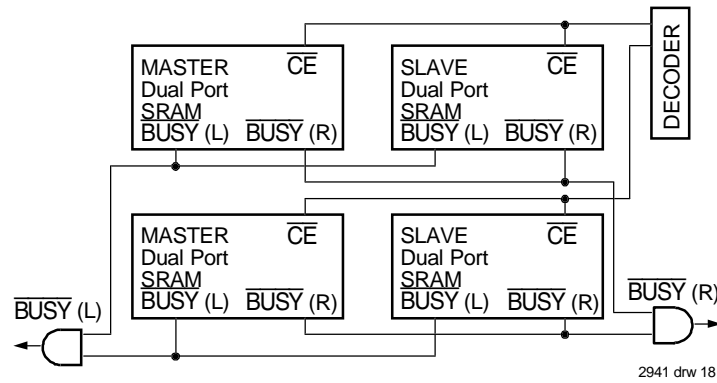 MASTER
Dual Port
SRAM
CE
BUSY (L)
BUSY (R)
SLAVE
Dual Port
SRAM
CE
BUSY (L)
BUSY (R)
DECODER
MASTER
Dual Port
SRAM
CE
BUSY (L)
BUSY (R)
SLAVE
Dual Port
SRAM
CE
BUSY (L)
BUSY (R)
BUSY (L)
BUSY (R)
2941 drw 18